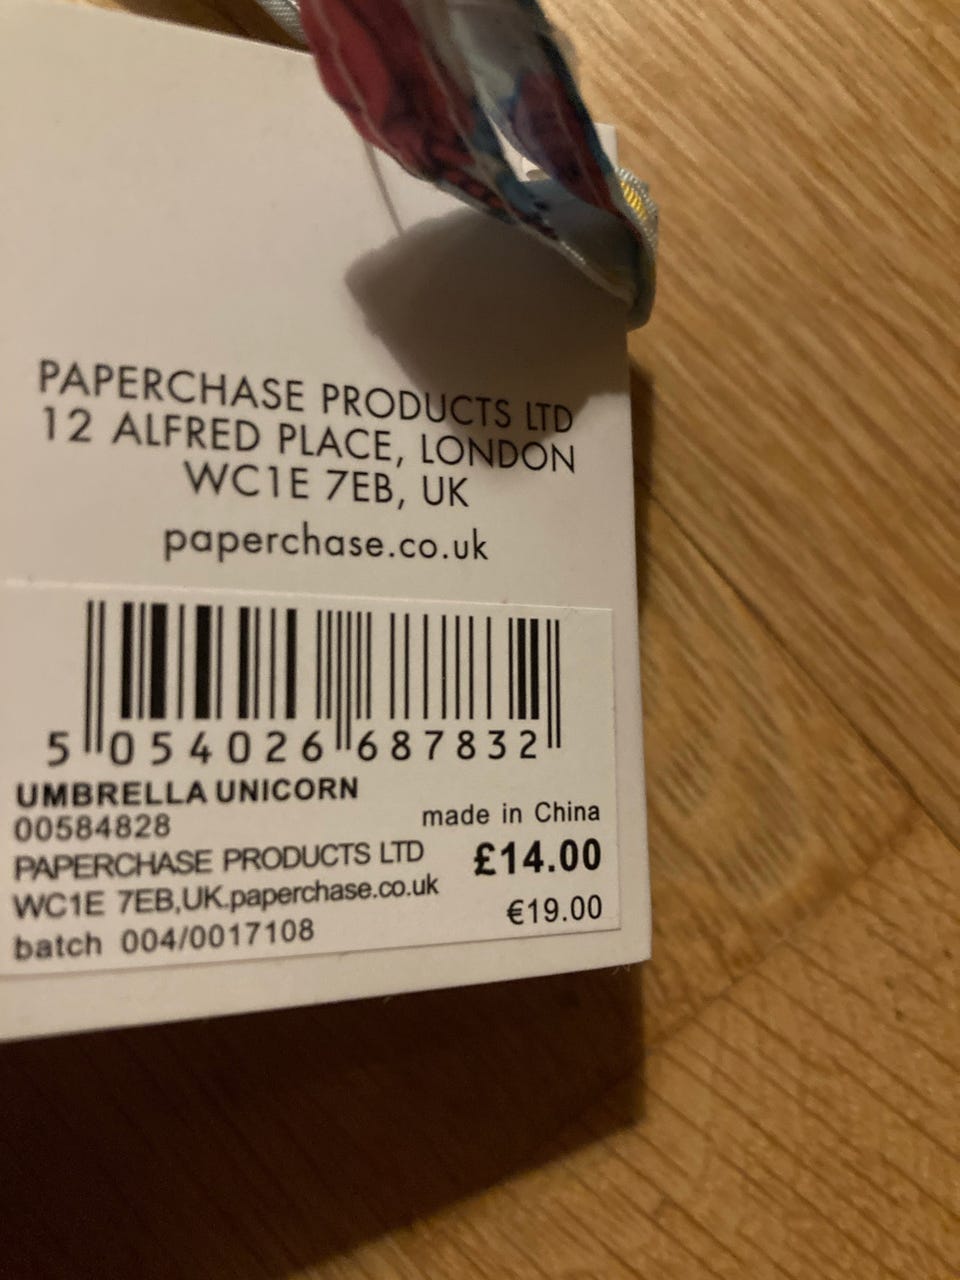 PAPERCHASE PRODUCTS LTD
12 ALFRED PLACE, LONDON
WC1E 7EB, UK
paperchase.co.uk
5 054026 687832
UMBRELLA UNICORN
00584828
made in China
PAPERCHASE PRODUCTS LTD
£14.00
WC1E 7EB,UK.paperchase.co.uk
€19.00
batch 004/0017108